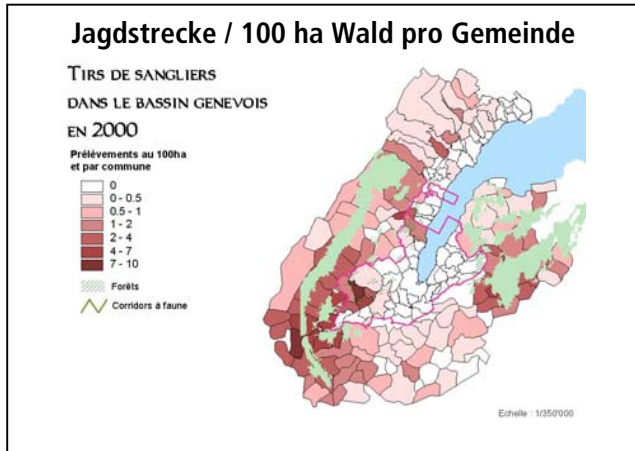 Jagdstrecke / 100 ha Wald pro Gemeinde
TIRS DE SANGLIERS
DANS LE BASSIN GENEVOIS
EN 2000
Prélèvements au 100ha
et par commune
0
0 - 0.5
0.5 - 1
1 - 2
2 - 4
4 - 7
7 - 10
Forêts
Corridors à faune
Echelle : 1/350'000